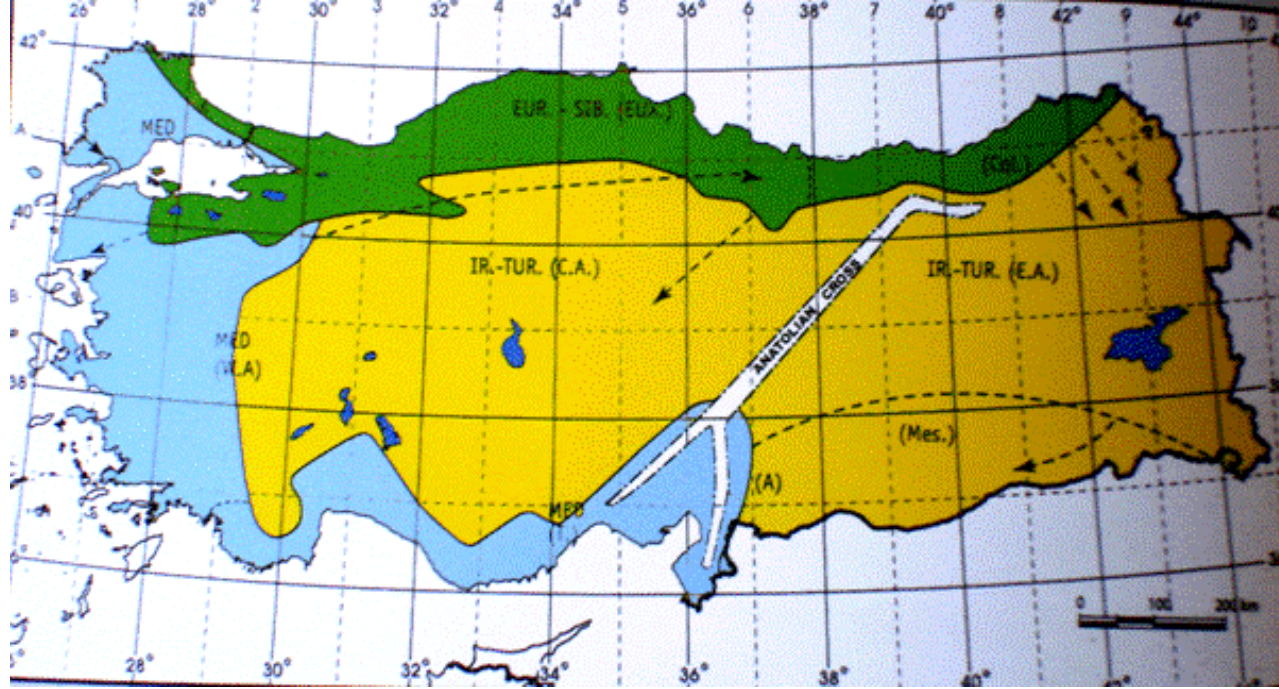 26° 28° 2 30° 3 32° 4 34° 5 36° 6 38° 7 40° 8 42° 9 44° 10
42°
MED
EUR. - SIB. (EUX.)
(Col.)
A
40
IR.-TUR. (C.A.)
IR.-TUR. (E.A.)
B
ANATOLIAN CROSS
MED
(W.A)
38
(Mes.)
(A)
MED
0 100 200 km
28° 30° 32° 34° 36° 38° 40°